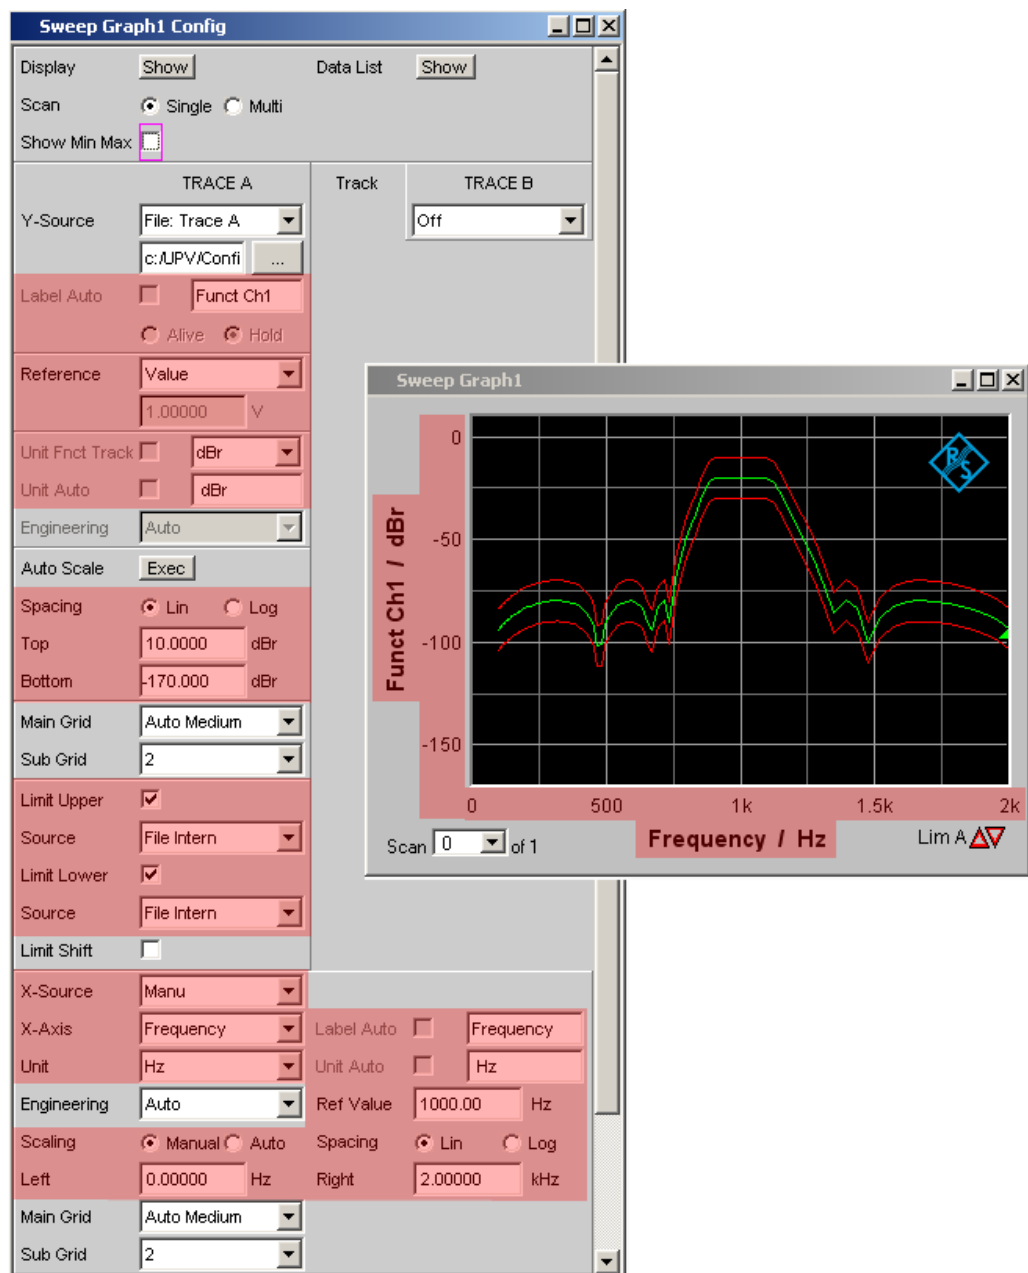 Sweep Graph1 Config
Display Show Data List Show
Scan Single Multi
Show Min Max
TRACE A Track TRACE B
Y-Source File: Trace A Off
c:/UPV/Confi ...
Label Auto Funct Ch1
Alive Hold
Reference Value
1.00000 V
Unit Fnct Track dBr
Unit Auto dBr
Engineering Auto
Auto Scale Exec
Spacing Lin Log
Top 10.0000 dBr
Bottom -170.000 dBr
Main Grid Auto Medium
Sub Grid 2
Limit Upper
Source File Intern
Limit Lower
Source File Intern
Limit Shift
X-Source Manu
X-Axis Frequency Label Auto Frequency
Unit Hz Unit Auto Hz
Engineering Auto Ref Value 1000.00 Hz
Scaling Manual Auto Spacing Lin Log
Left 0.00000 Hz Right 2.00000 kHz
Main Grid Auto Medium
Sub Grid 2
Sweep Graph1
R S
Funct Ch1 / dBr
0
-50
-100
-150
0 500 1k 1.5k 2k
Frequency / Hz
Scan 0 of 1
Lim A